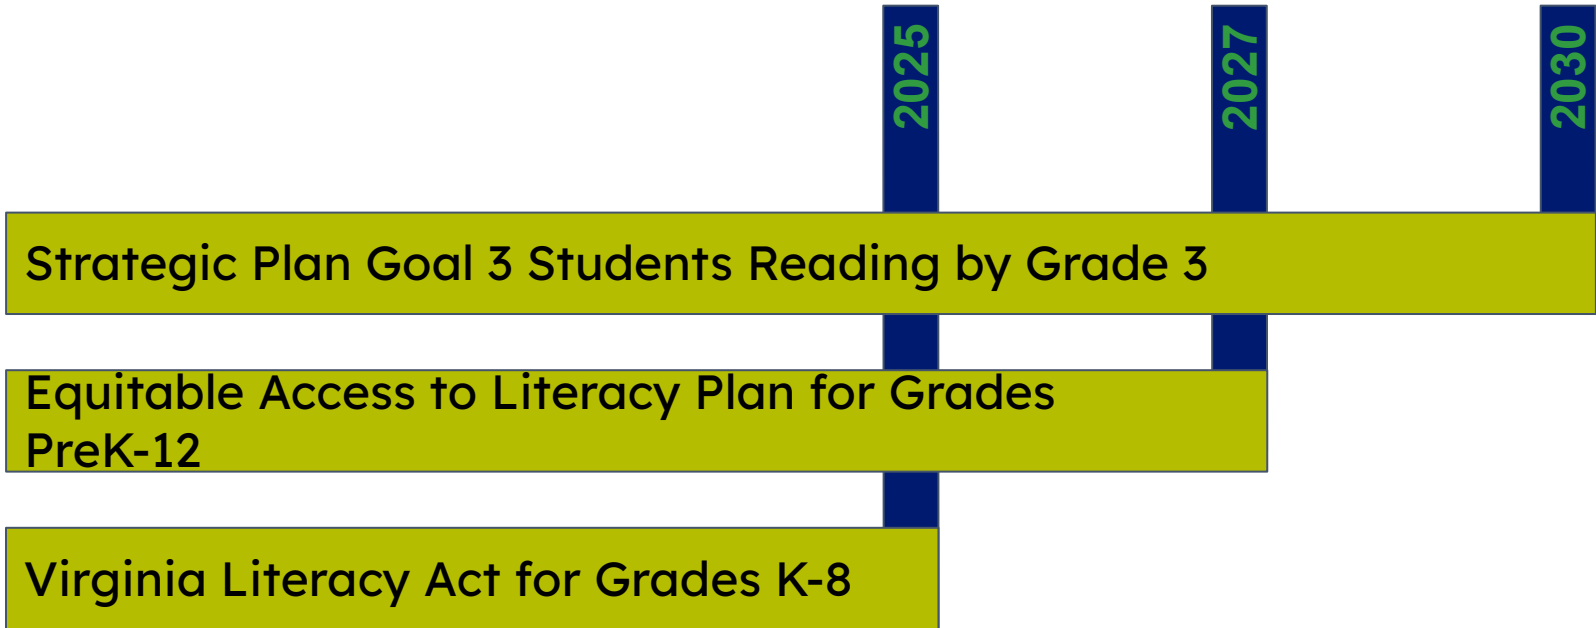 2025
2027
2030
Strategic Plan Goal 3 Students Reading by Grade 3
Equitable Access to Literacy Plan for Grades
PreK-12
Virginia Literacy Act for Grades K-8